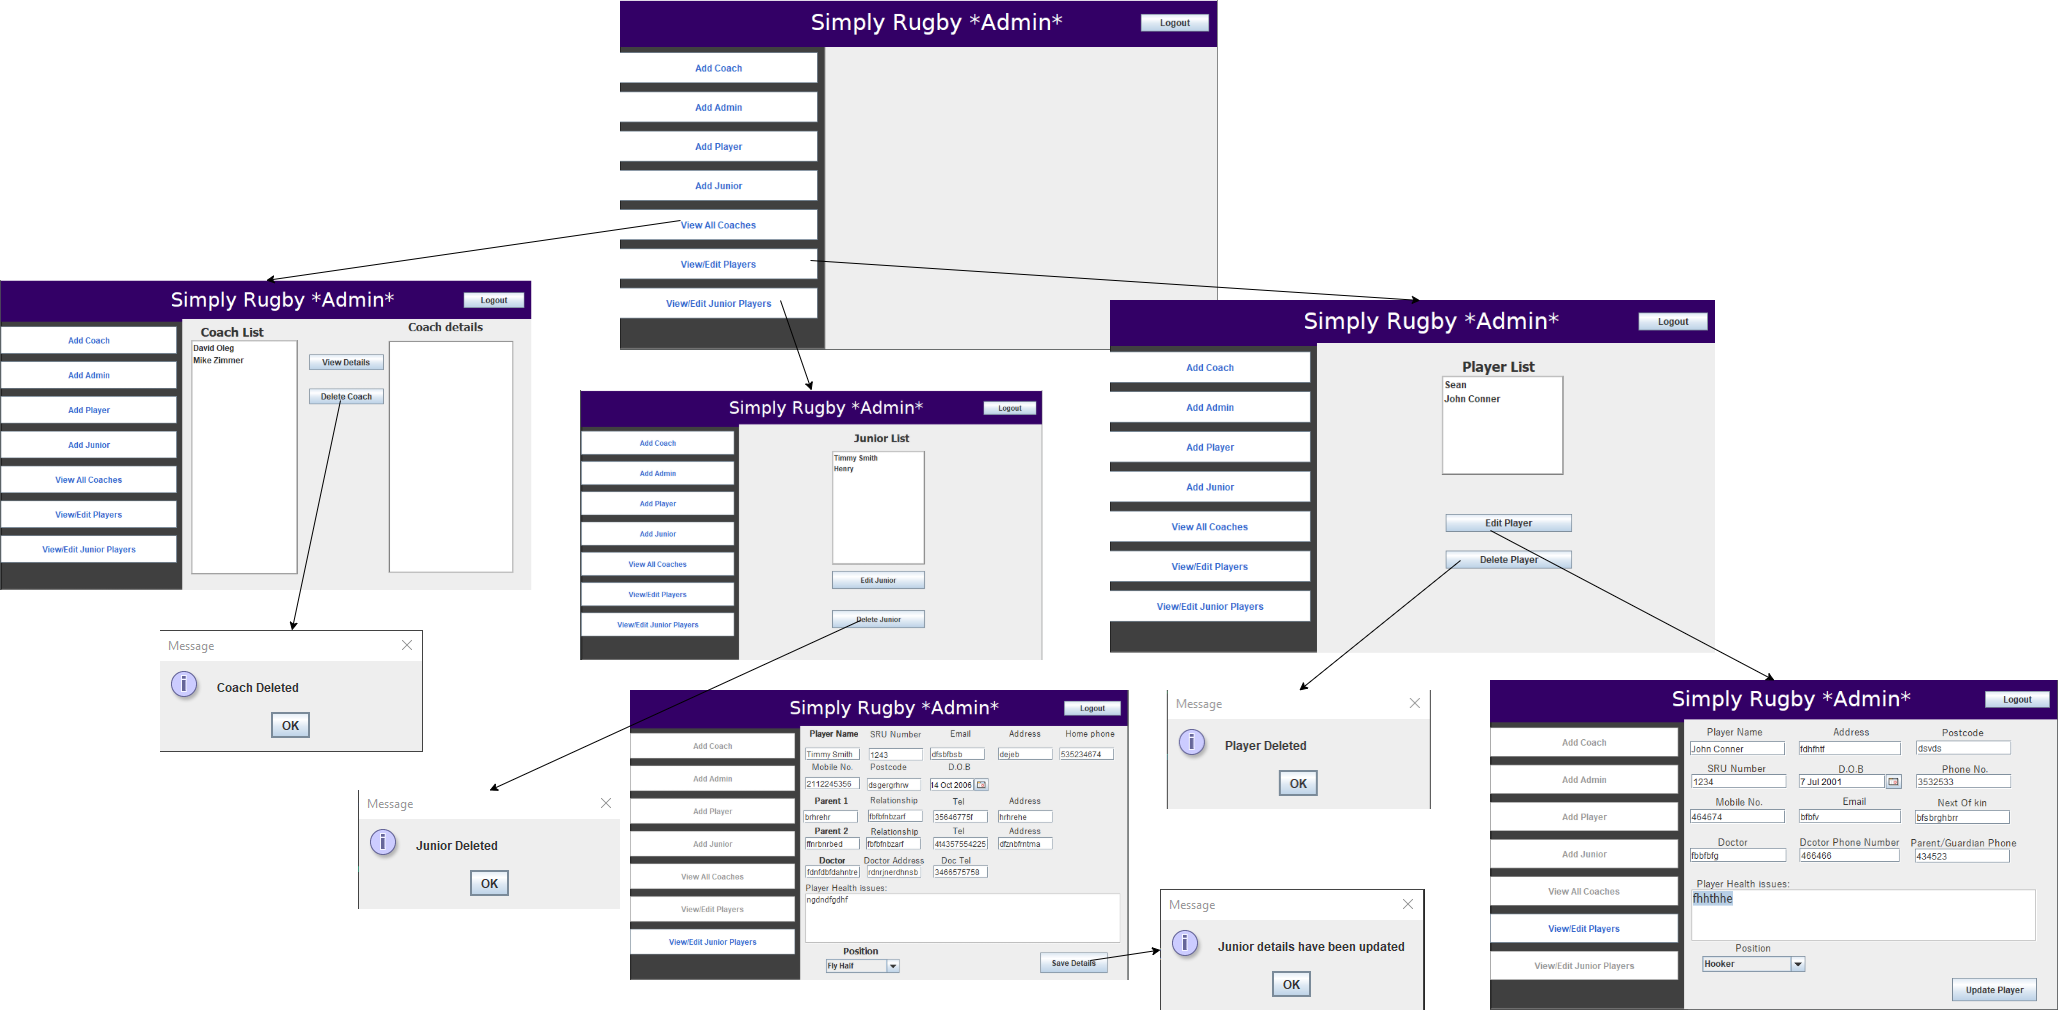 Simply Rugby *Admin*
Logout
Add Coach
Add Admin
Add Player
Add Junior
View All Coaches
View/Edit Players
View/Edit Junior Players
Simply Rugby *Admin*
Logout
Add Coach
Add Admin
Add Player
Add Junior
View All Coaches
View/Edit Players
View/Edit Junior Players
Coach List
David Oleg
Mike Zimmer
View Details
Delete Coach
Coach details
Message
Coach Deleted
OK
Simply Rugby *Admin*
Logout
Add Coach
Add Admin
Add Player
Add Junior
View All Coaches
View/Edit Players
View/Edit Junior Players
Junior List
Timmy Smith
Henry
Edit Junior
Delete Junior
Simply Rugby *Admin*
Logout
Add Coach
Add Admin
Add Player
Add Junior
View All Coaches
View/Edit Players
View/Edit Junior Players
Player List
Sean
John Conner
Edit Player
Delete Player
Message
Junior Deleted
OK
Simply Rugby *Admin*
Logout
Add Coach
Add Admin
Add Player
Add Junior
View All Coaches
View/Edit Players
View/Edit Junior Players
Player Name SRU Number Email Address Home phone
Timmy Smith 1243 dfsbfbsb dejeb 535234674
Mobile No. Postcode D.O.B
2112245356 dsgergrhrw 14 Oct 2006
Parent 1 Relationship Tel Address
brhrehr fbfbfnbzarf 35646775f hrhrehe
Parent 2 Relationship Tel Address
ffnrbnrbed fbfbfnbzarf 414357554225 dfznbfrntma
Doctor Doctor Address Doc Tel
fdnfdbfdahntre rdnrjnerdhnsb 3466575758
Player Health issues:
ngdndfgdhf
Position
Fly Half
Save Details
Message
Player Deleted
OK
Message
Junior details have been updated
OK
Simply Rugby *Admin*
Logout
Add Coach
Add Admin
Add Player
Add Junior
View All Coaches
View/Edit Players
View/Edit Junior Players
Player Name Address Postcode
John Conner fdhfhtf dsvds
SRU Number D.O.B Phone No.
1234 7 Jul 2001 3532533
Mobile No. Email Next Of kin
464674 bfbfv bfsbrghbrr
Doctor Dcotor Phone Number Parent/Guardian Phone
fbbfbfg 466466 434523
Player Health issues:
fhhthhe
Position
Hooker
Update Player